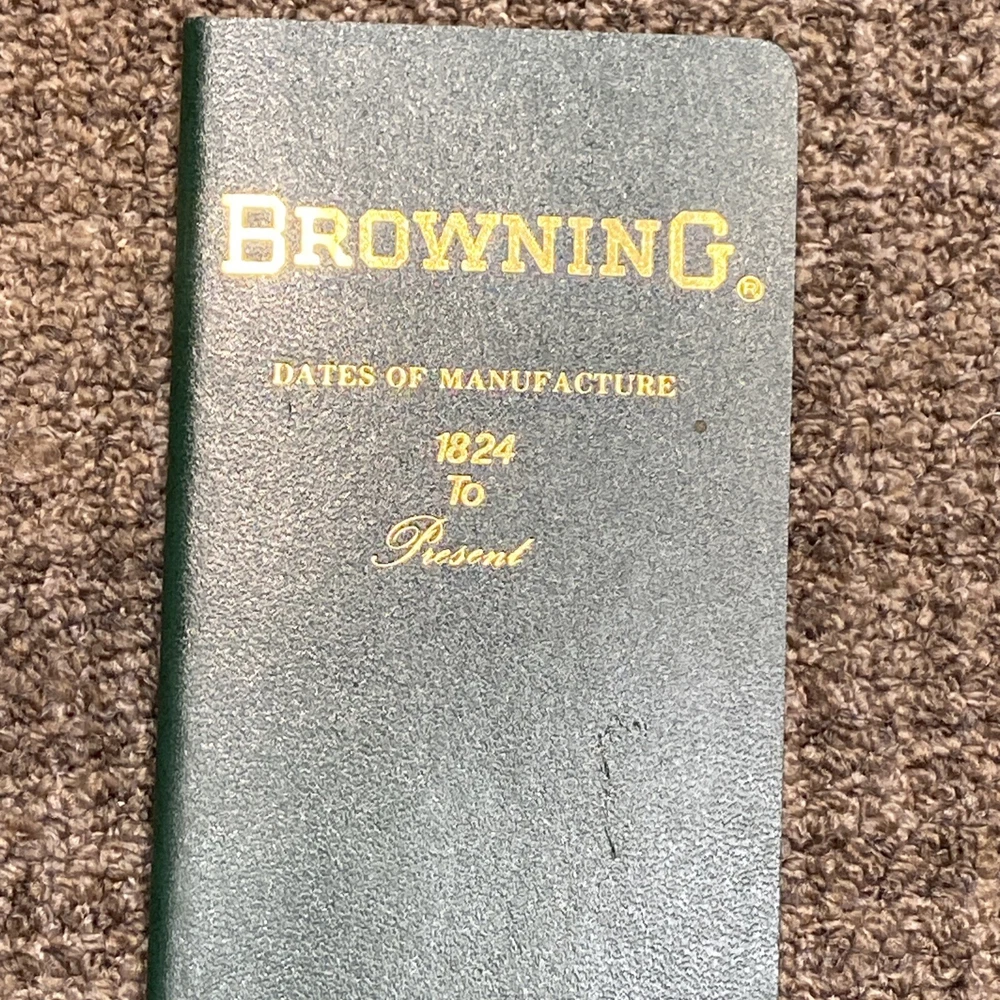 BROWNING®
DATES OF MANUFACTURE
1824
To
Present